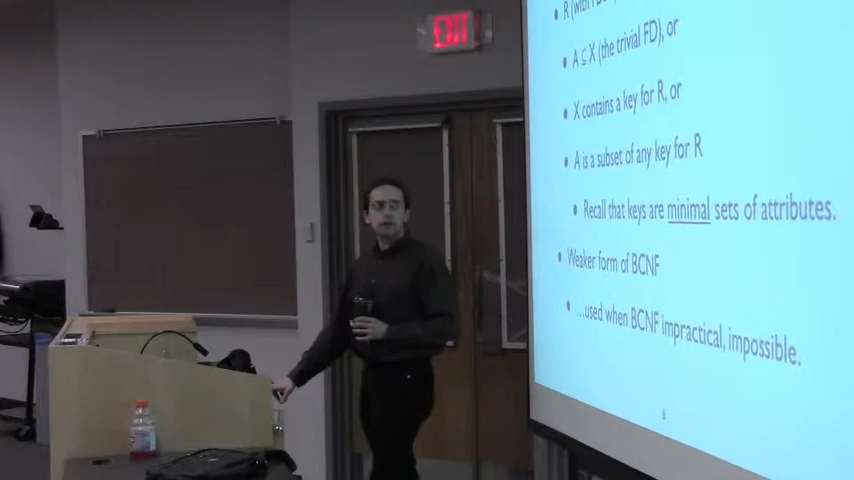 EXIT
R (with
A ⊆ X (the trivial FD), or
X contains a key for R, or
A is a subset of any key for R
Recall that keys are minimal sets of attributes.
Weaker form of BCNF
...used when BCNF impractical, impossible.